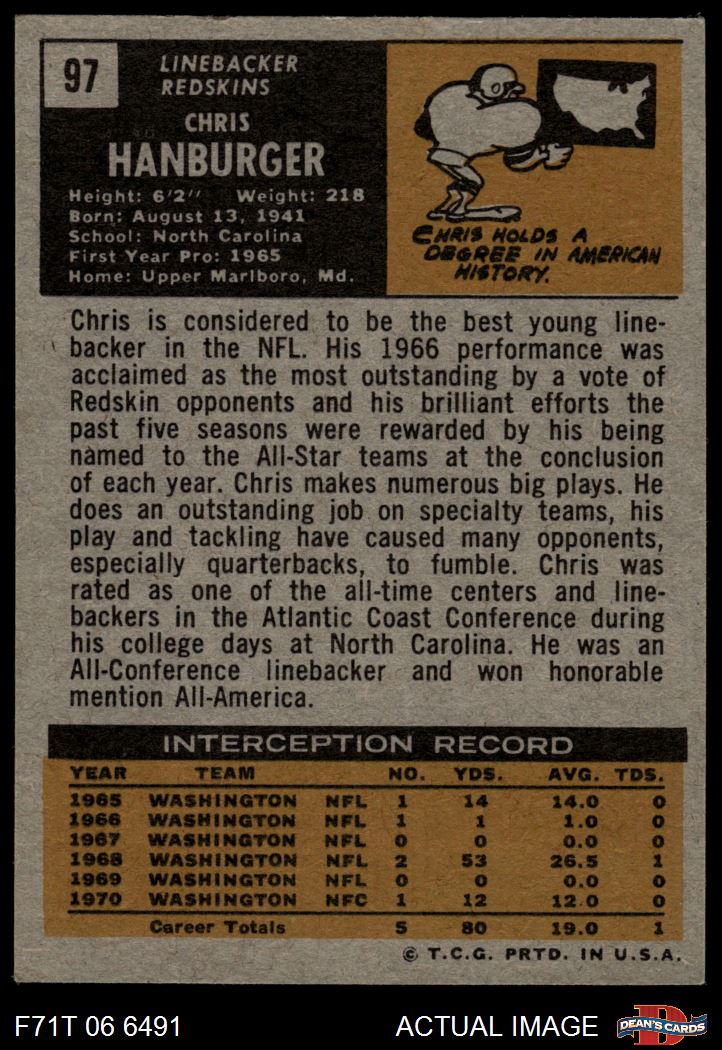 97
LINEBACKER
REDSKINS
CHRIS
HANBURGER
Height: 6'2" Weight: 218
Born: August 13, 1941
School: North Carolina
First Year Pro: 1965
Home: Upper Marlboro, Md.
CHRIS HOLDS A
DEGREE IN AMERICAN
HISTORY.
Chris is considered to be the best young line-
backer in the NFL. His 1966 performance was
acclaimed as the most outstanding by a vote of
Redskin opponents and his brilliant efforts the
past five seasons were rewarded by his being
named to the All-Star teams at the conclusion
of each year. Chris makes numerous big plays. He
does an outstanding job on specialty teams, his
play and tackling have caused many opponents,
especially quarterbacks, to fumble. Chris was
rated as one of the all-time centers and line-
backers in the Atlantic Coast Conference during
his college days at North Carolina. He was an
All-Conference linebacker and won honorable
mention All-America.
INTERCEPTION RECORD
YEAR TEAM NO. YDS. AVG. TDS.
1965 WASHINGTON NFL 1 14 14.0 0
1966 WASHINGTON NFL 1 1 1.0 0
1967 WASHINGTON NFL 0 0 0.0 0
1968 WASHINGTON NFL 2 53 26.5 1
1969 WASHINGTON NFL 0 0 0.0 0
1970 WASHINGTON NFC 1 12 12.0 0
Career Totals 5 80 19.0 1
© T.C.G. PRTD. IN U.S.A.
F71T 06 6491 ACTUAL IMAGE D DEAN'S CARDS